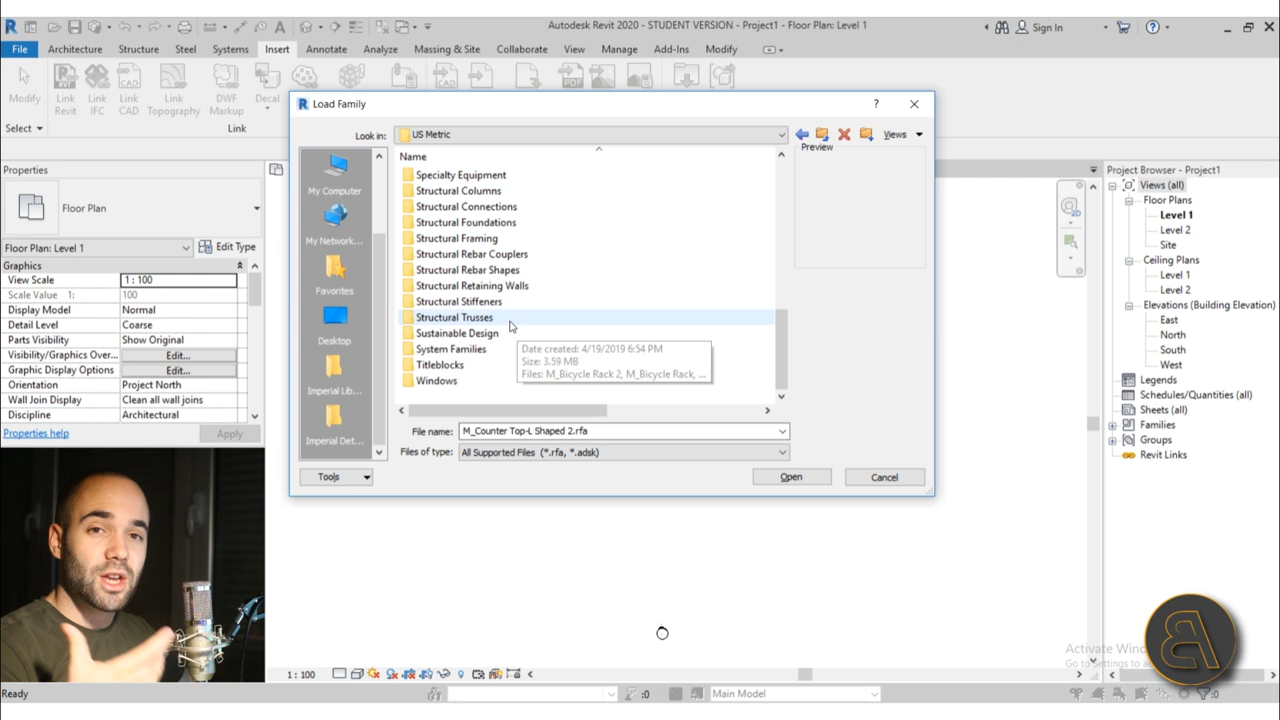 Autodesk Revit 2020 - STUDENT VERSION - Project1 - Floor Plan: Level 1
Sign In
File Architecture Structure Steel Systems Insert Annotate Analyze Massing & Site Collaborate View Manage Add-Ins Modify
Modify
Link Revit
Link IFC
Link CAD
Link Topography
DWF Markup
Decal
Select
Link
Load Family
Look in: US Metric
Views
Name
Preview
Specialty Equipment
Structural Columns
Structural Connections
Structural Foundations
Structural Framing
Structural Rebar Couplers
Structural Rebar Shapes
Structural Retaining Walls
Structural Stiffeners
Structural Trusses
Sustainable Design
System Families
Titleblocks
Windows
Date created: 4/19/2019 6:54 PM
Size: 3.59 MB
Files: M_Bicycle Rack 2, M_Bicycle Rack, ...
My Computer
My Network...
Favorites
Desktop
Imperial Lib...
Imperial Det...
File name: M_Counter Top-L Shaped 2.rfa
Files of type: All Supported Files (*.rfa, *.adsk)
Tools
Open
Cancel
Properties
Floor Plan
Floor Plan: Level 1 Edit Type
Graphics
View Scale 1 : 100
Scale Value 1: 100
Display Model Normal
Detail Level Coarse
Parts Visibility Show Original
Visibility/Graphics Over... Edit...
Graphic Display Options Edit...
Orientation Project North
Wall Join Display Clean all wall joins
Discipline Architectural
Properties help Apply
Project Browser - Project1
Views (all)
Floor Plans
Level 1
Level 2
Site
Ceiling Plans
Level 1
Level 2
Elevations (Building Elevation)
East
North
South
West
Legends
Schedules/Quantities (all)
Sheets (all)
Families
Groups
Revit Links
1 : 100
Ready
:0
Main Model
:0